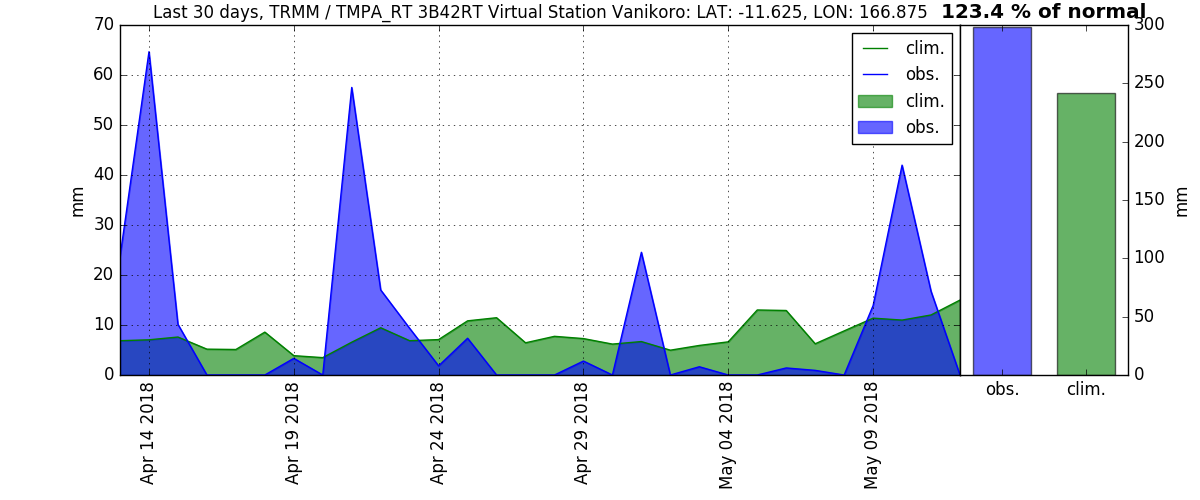 Last 30 days, TRMM / TMPA_RT 3B42RT Virtual Station Vanikoro: LAT: -11.625, LON: 166.875 123.4 % of normal
70
60
50
40
30
20
10
0
mm
clim.
obs.
clim.
obs.
300
250
200
150
100
50
0
mm
obs. clim.
Apr 14 2018
Apr 19 2018
Apr 24 2018
Apr 29 2018
May 04 2018
May 09 2018